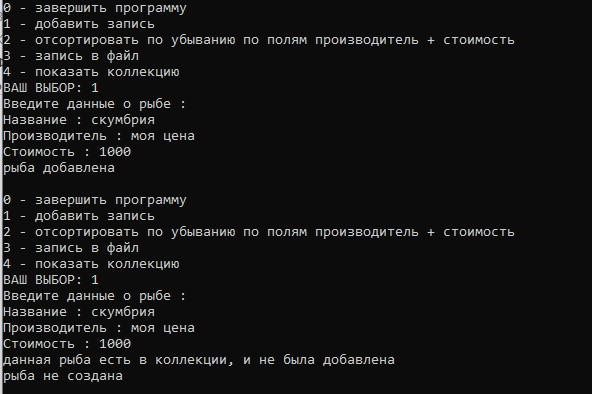 0 - завершить программу
1 - добавить запись
2 - отсортировать по убыванию по полям производитель + стоимость
3 - запись в файл
4 - показать коллекцию
ВАШ ВЫБОР: 1
Введите данные о рыбе :
Название : скумбрия
Производитель : моя цена
Стоимость : 1000
рыба добавлена
0 - завершить программу
1 - добавить запись
2 - отсортировать по убыванию по полям производитель + стоимость
3 - запись в файл
4 - показать коллекцию
ВАШ ВЫБОР: 1
Введите данные о рыбе :
Название : скумбрия
Производитель : моя цена
Стоимость : 1000
данная рыба есть в коллекции, и не была добавлена
рыба не создана